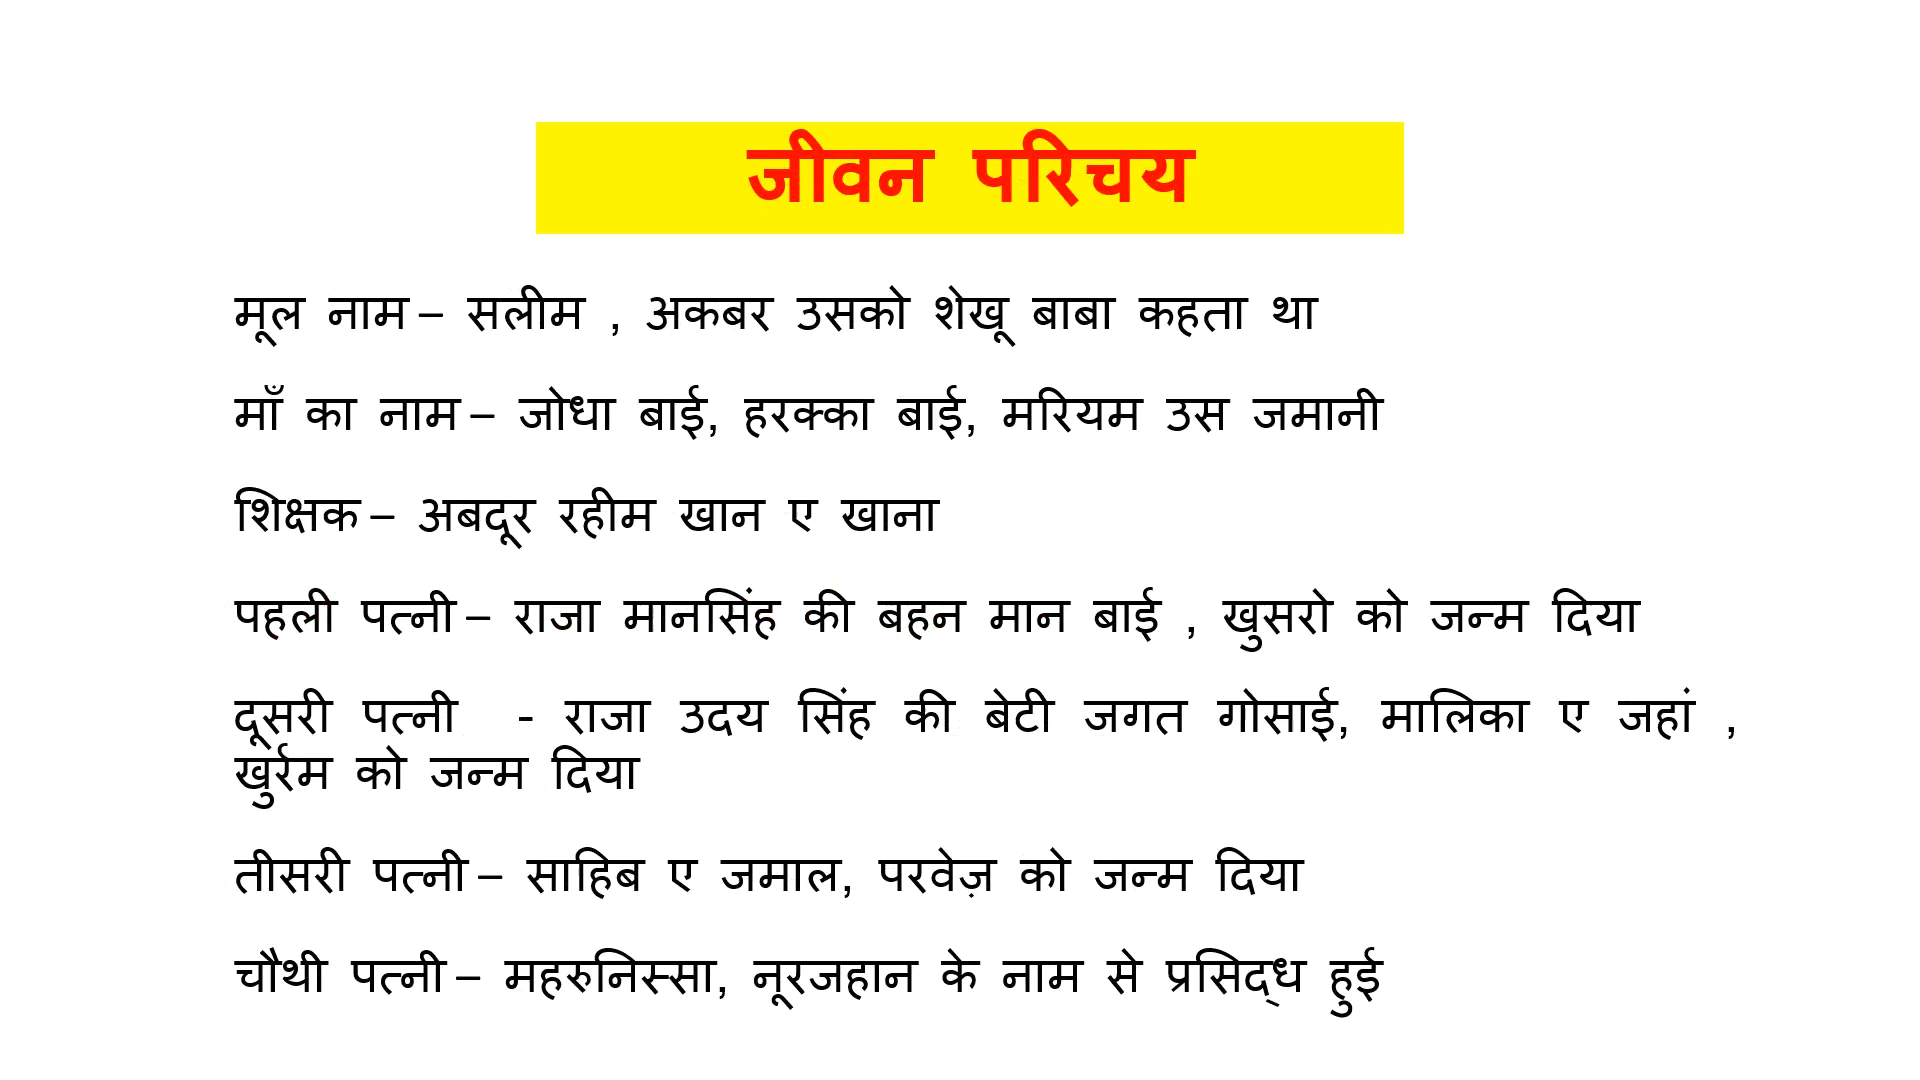 जीवन परिचय
मूल नाम – सलीम , अकबर उसको शेखू बाबा कहता था
माँ का नाम – जोधा बाई, हरक्का बाई, मरियम उस जमानी
शिक्षक – अबदूर रहीम खान ए खाना
पहली पत्नी – राजा मानसिंह की बहन मान बाई , खुसरो को जन्म दिया
दूसरी पत्नी - राजा उदय सिंह की बेटी जगत गोसाई, मालिका ए जहां ,
खुर्रम को जन्म दिया
तीसरी पत्नी – साहिब ए जमाल, परवेज़ को जन्म दिया
चौथी पत्नी – महरुनिस्सा, नूरजहान के नाम से प्रसिद्ध हुई